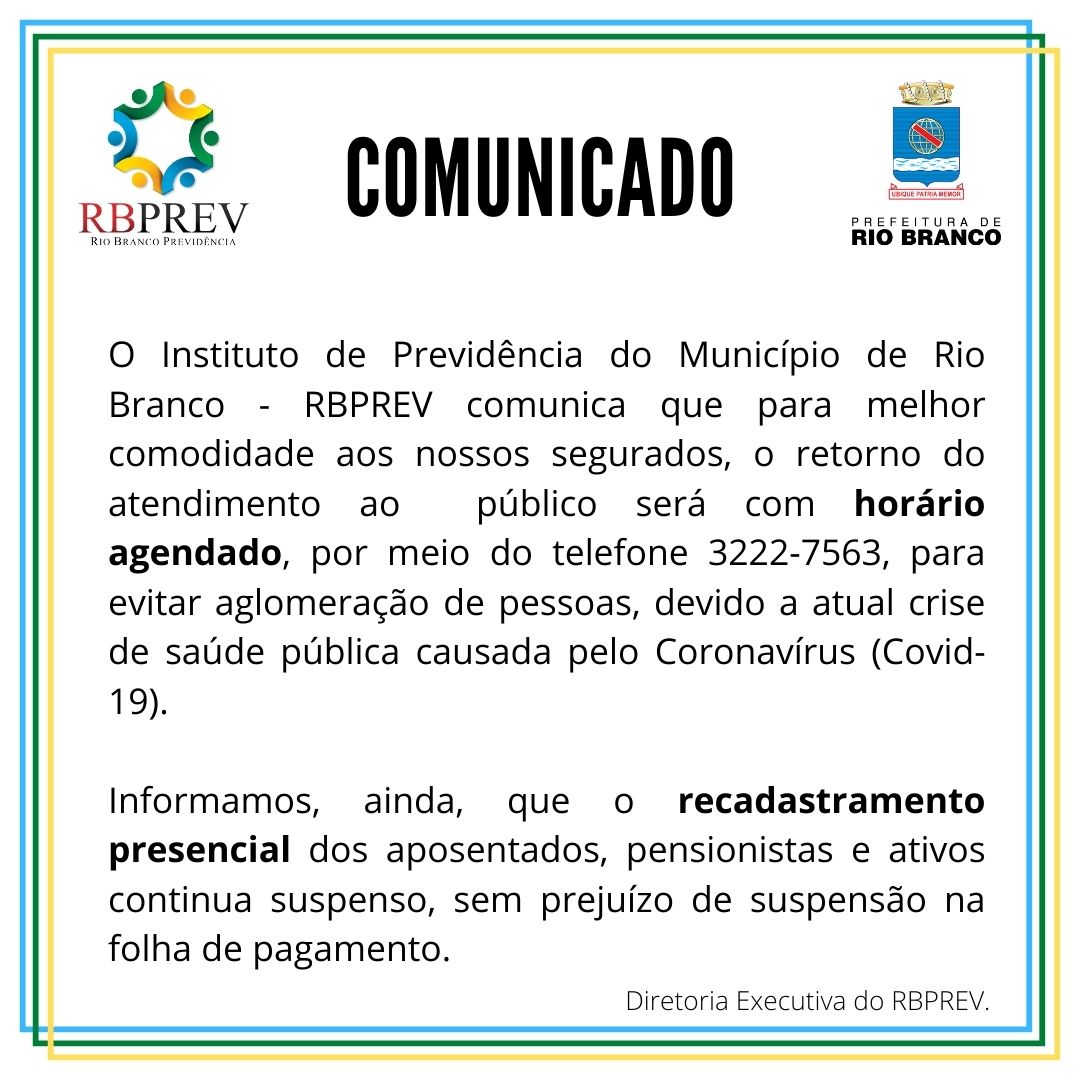 RBPREV
RIO BRANCO PREVIDÊNCIA
COMUNICADO
UBIQUE PATRIA MEMOR
PREFEITURA DE
RIO BRANCO
O Instituto de Previdência do Município de Rio
Branco - RBPREV comunica que para melhor
comodidade aos nossos segurados, o retorno do
atendimento ao público será com horário
agendado, por meio do telefone 3222-7563, para
evitar aglomeração de pessoas, devido a atual crise
de saúde pública causada pelo Coronavírus (Covid-
19).
Informamos, ainda, que o recadastramento
presencial dos aposentados, pensionistas e ativos
continua suspenso, sem prejuízo de suspensão na
folha de pagamento.
Diretoria Executiva do RBPREV.